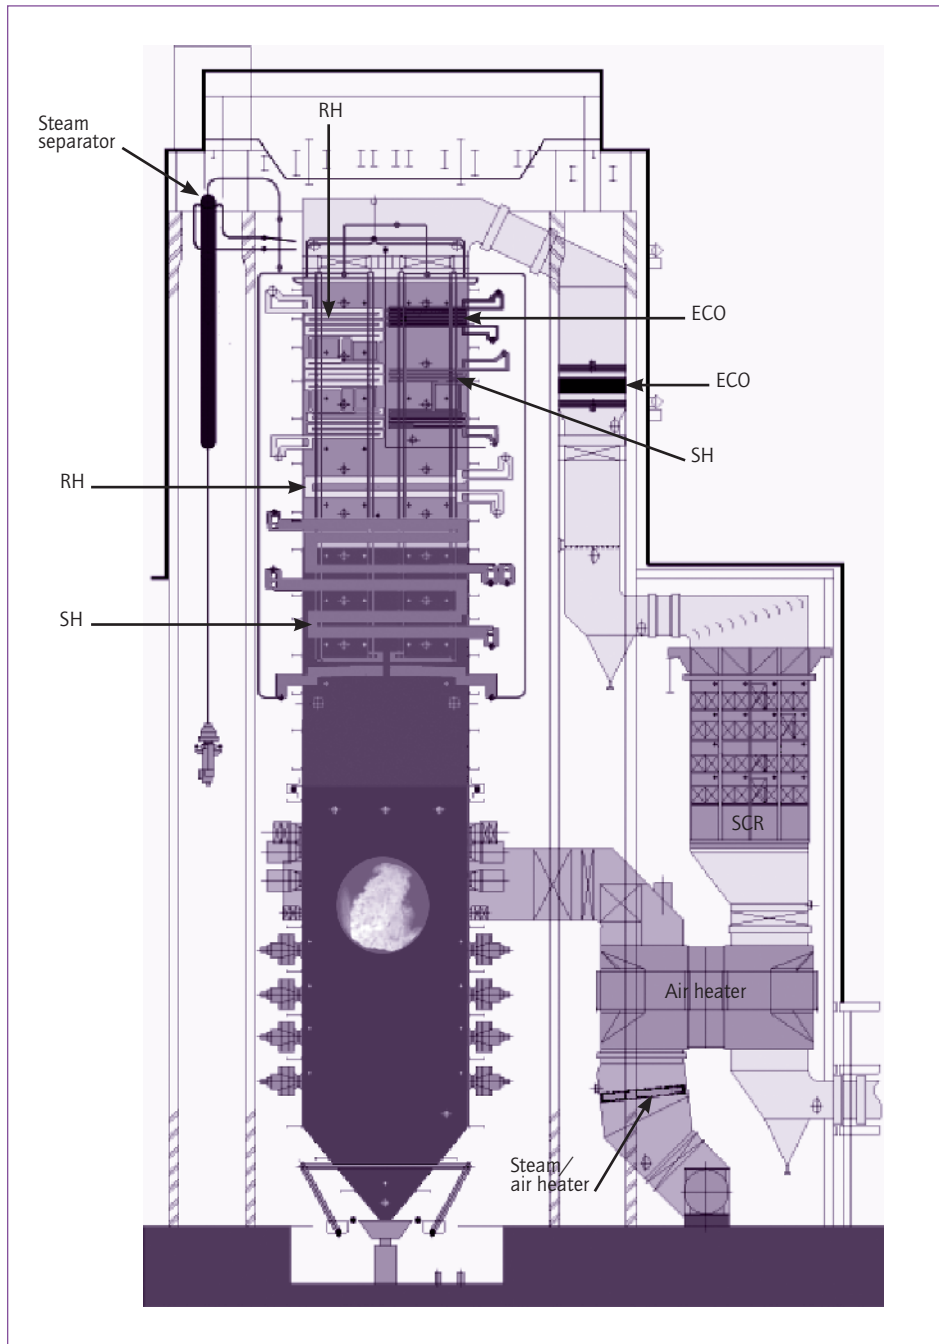 RH
Steam
separator
ECO
ECO
SH
RH
SH
SCR
Air heater
Steam/
air heater